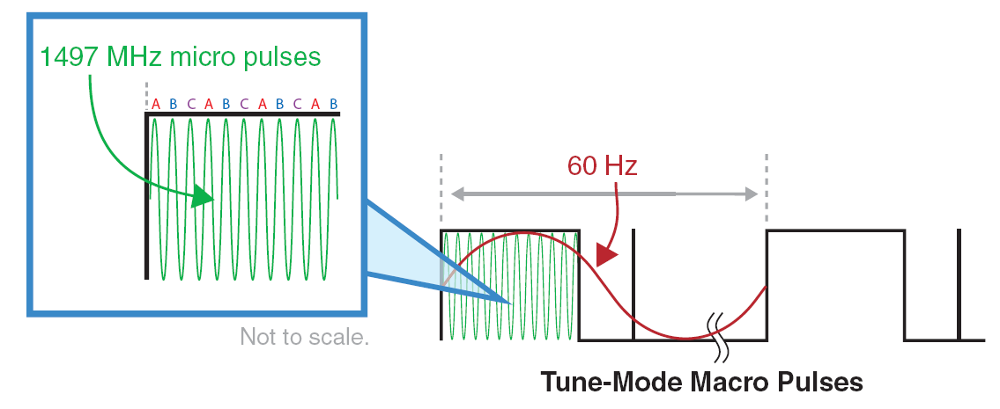 1497 MHz micro pulses
A B C A B C A B C A B
60 Hz
Not to scale.
Tune-Mode Macro Pulses